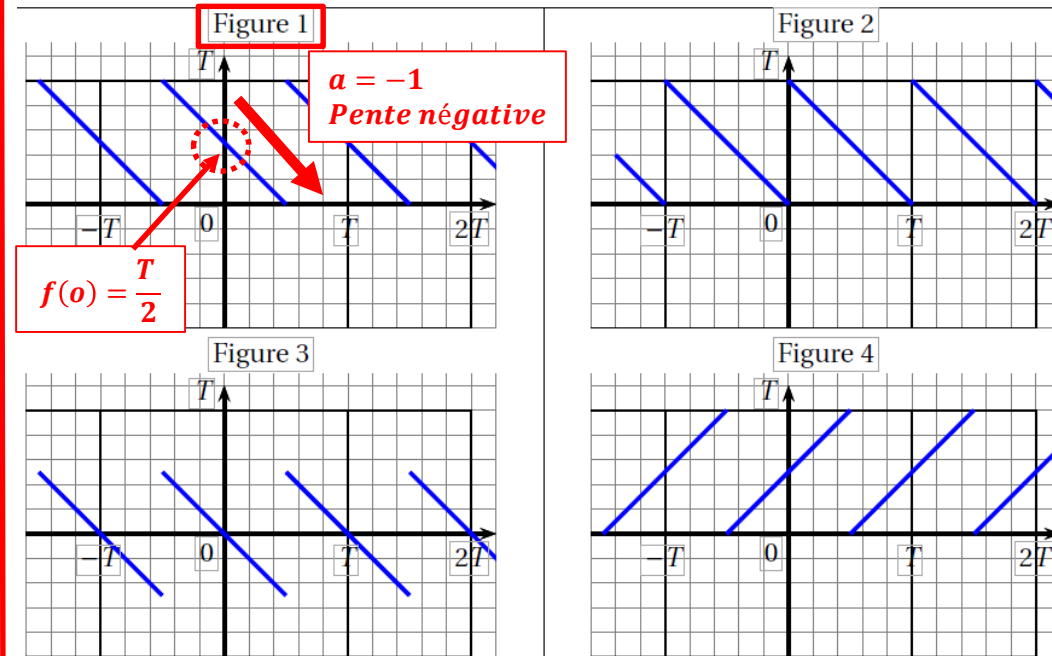 Figure 1
T
a = −1
Pente négative
−T
0
T
2T
f(o) = T/2
Figure 2
T
−T
0
T
2T
Figure 3
T
−T
0
T
2T
Figure 4
T
−T
0
T
2T